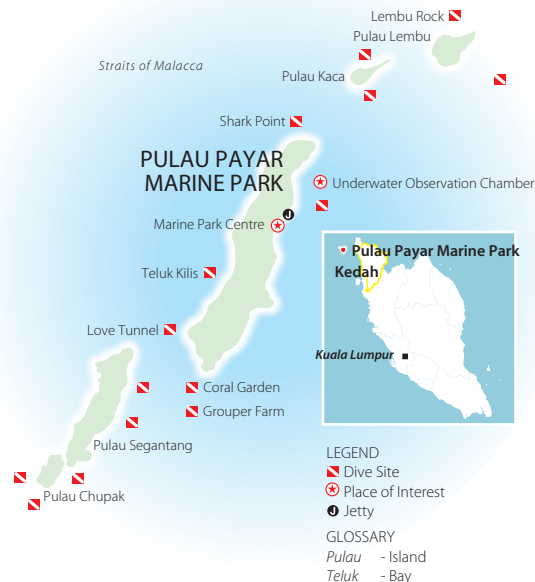 Lembu Rock
Pulau Lembu
Straits of Malacca
Pulau Kaca
Shark Point
PULAU PAYAR
MARINE PARK
Underwater Observation Chamber
J
Marine Park Centre
Pulau Payar Marine Park
Kedah
Teluk Kilis
Love Tunnel
Kuala Lumpur
Coral Garden
Grouper Farm
Pulau Segantang
Pulau Chupak
LEGEND
Dive Site
Place of Interest
J Jetty
GLOSSARY
Pulau - Island
Teluk - Bay